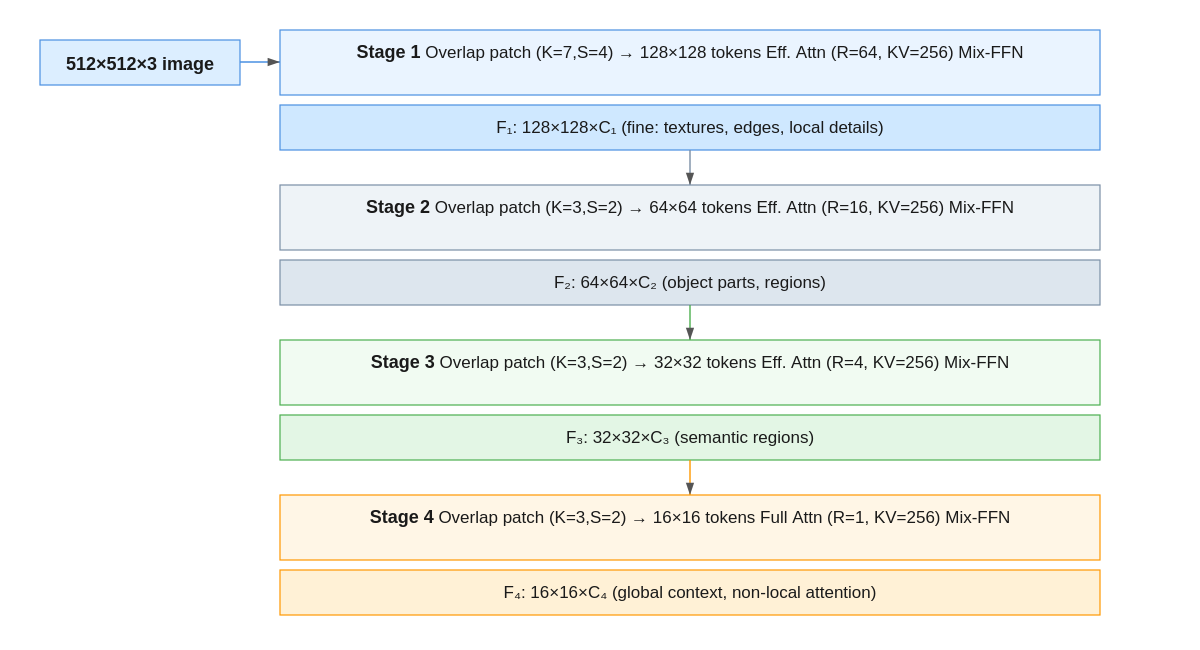 512×512×3 image
Stage 1 Overlap patch (K=7,S=4) → 128×128 tokens Eff. Attn (R=64, KV=256) Mix-FFN
F₁: 128×128×C₁ (fine: textures, edges, local details)
Stage 2 Overlap patch (K=3,S=2) → 64×64 tokens Eff. Attn (R=16, KV=256) Mix-FFN
F₂: 64×64×C₂ (object parts, regions)
Stage 3 Overlap patch (K=3,S=2) → 32×32 tokens Eff. Attn (R=4, KV=256) Mix-FFN
F₃: 32×32×C₃ (semantic regions)
Stage 4 Overlap patch (K=3,S=2) → 16×16 tokens Full Attn (R=1, KV=256) Mix-FFN
F₄: 16×16×C₄ (global context, non-local attention)